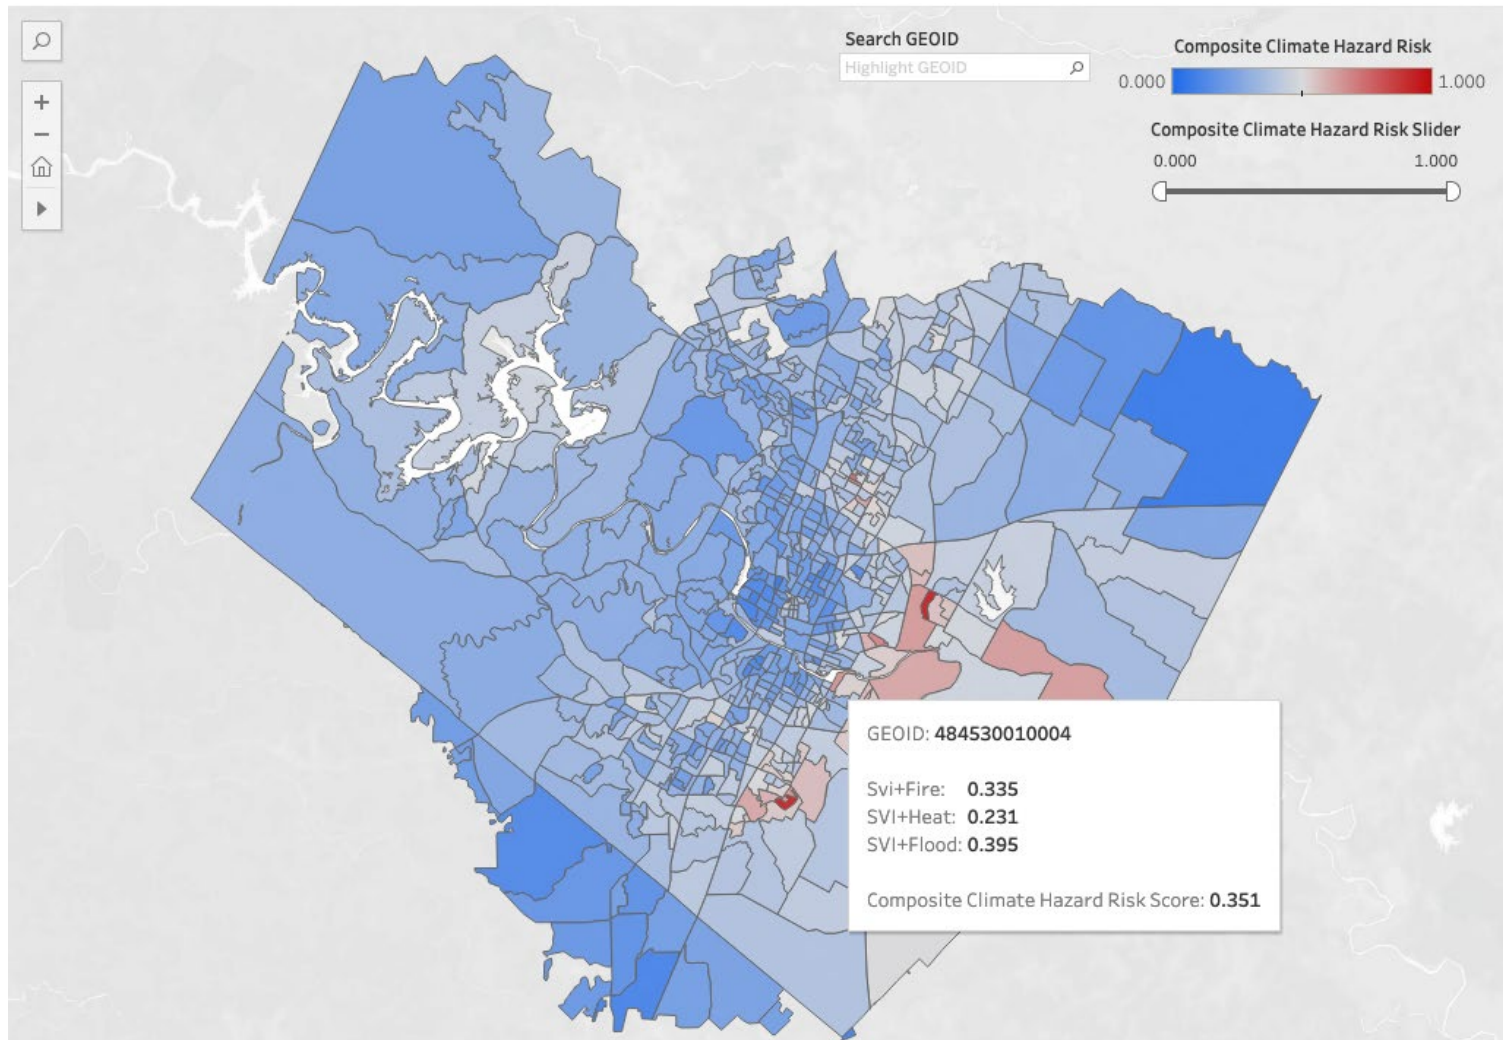 Search GEOID
Highlight GEOID
Composite Climate Hazard Risk
0.000 1.000
Composite Climate Hazard Risk Slider
0.000 1.000
GEOID: 484530010004
Svi+Fire: 0.335
SVI+Heat: 0.231
SVI+Flood: 0.395
Composite Climate Hazard Risk Score: 0.351